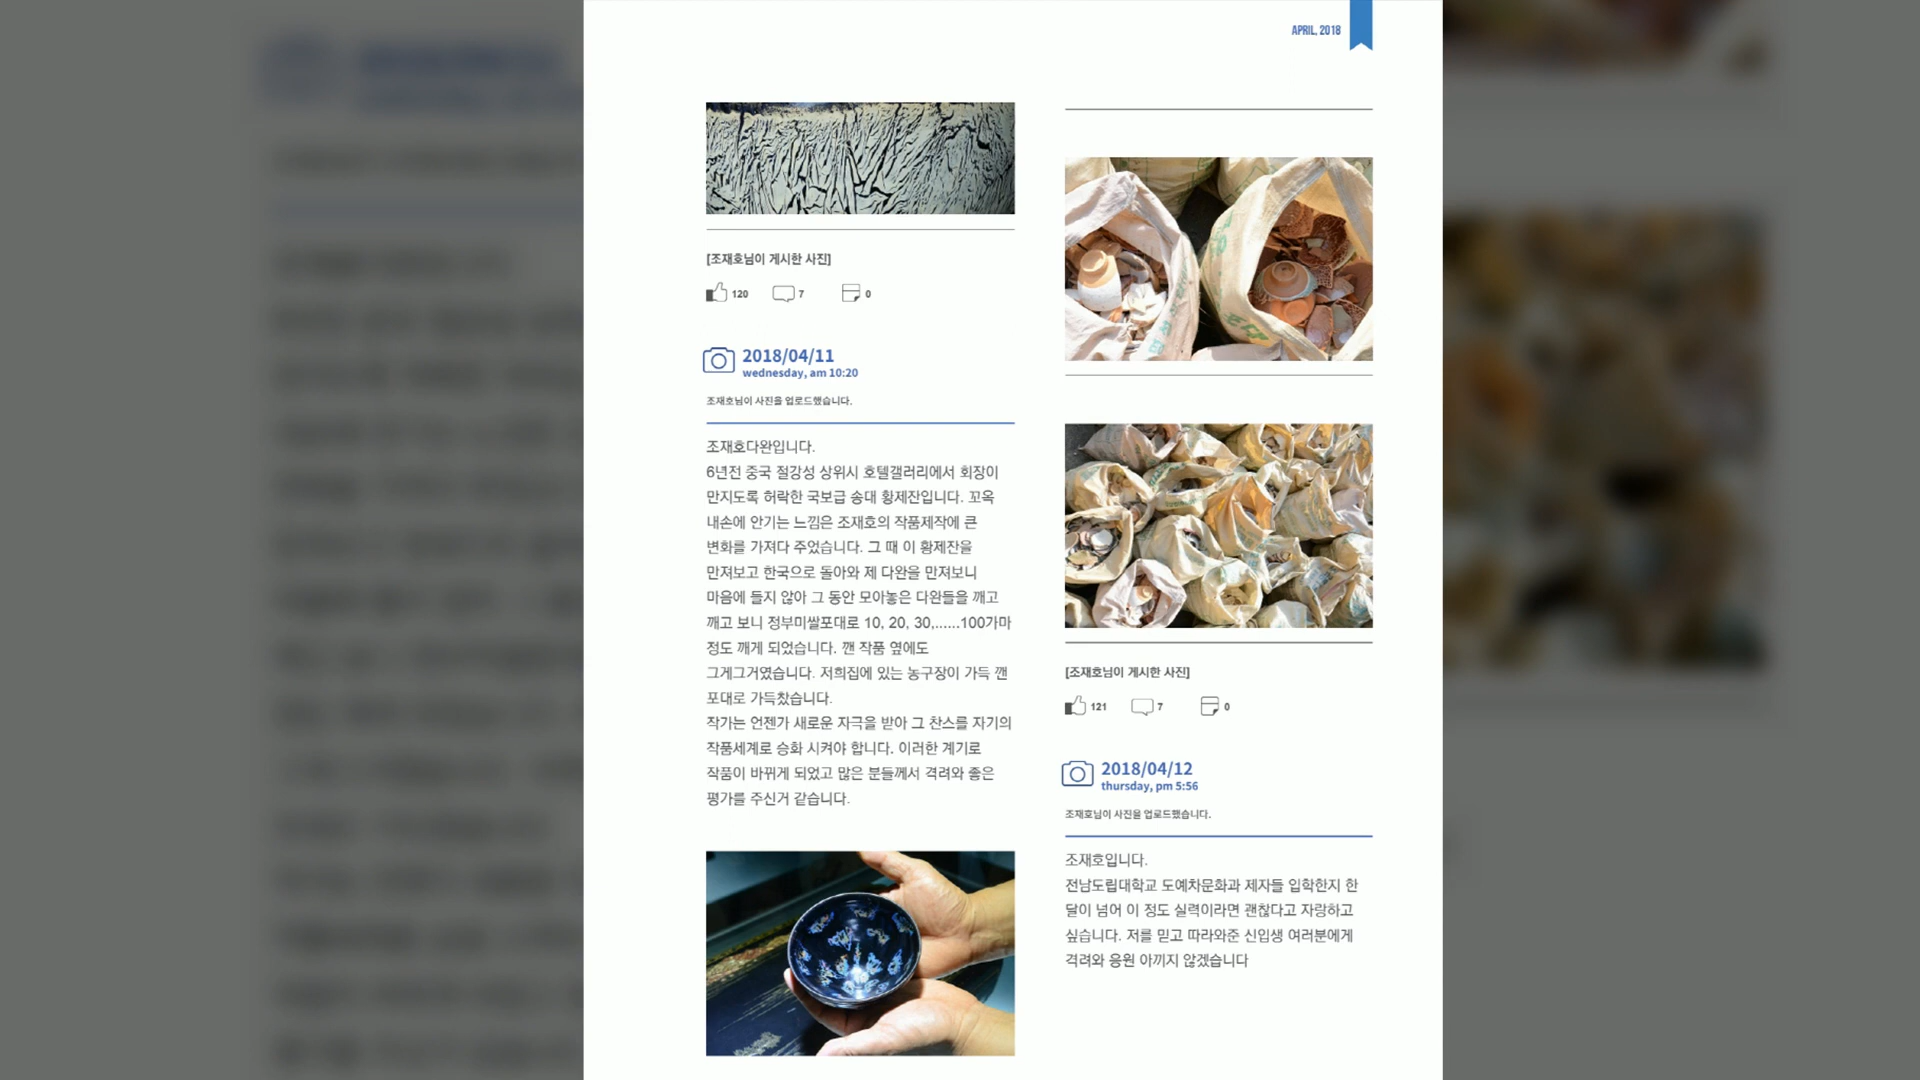 APRIL, 2018
[조재호님이 게시한 사진]
120 7 0
2018/04/11
wednesday, am 10:20
조재호님이 사진을 업로드했습니다.
조재호다완입니다.
6년전 중국 절강성 상위시 호텔갤러리에서 회장이
만지도록 허락한 국보급 송대 황제잔입니다. 꼬옥
내손에 안기는 느낌은 조재호의 작품제작에 큰
변화를 가져다 주었습니다. 그 때 이 황제잔을
만져보고 한국으로 돌아와 제 다완을 만져보니
마음에 들지 않아 그 동안 모아놓은 다완들을 깨고
깨고 보니 정부미쌀포대로 10, 20, 30,......100가마
정도 깨게 되었습니다. 깬 작품 옆에도
그게그거였습니다. 저희집에 있는 농구장이 가득 깬
포대로 가득찼습니다.
작가는 언젠가 새로운 자극을 받아 그 찬스를 자기의
작품세계로 승화 시켜야 합니다. 이러한 계기로
작품이 바뀌게 되었고 많은 분들께서 격려와 좋은
평가를 주신거 같습니다.
[조재호님이 게시한 사진]
121 7 0
2018/04/12
thursday, pm 5:56
조재호님이 사진을 업로드했습니다.
조재호입니다.
전남도립대학교 도예차문화과 제자들 입학한지 한
달이 넘어 이 정도 실력이라면 괜찮다고 자랑하고
싶습니다. 저를 믿고 따라와준 신입생 여러분에게
격려와 응원 아끼지 않겠습니다